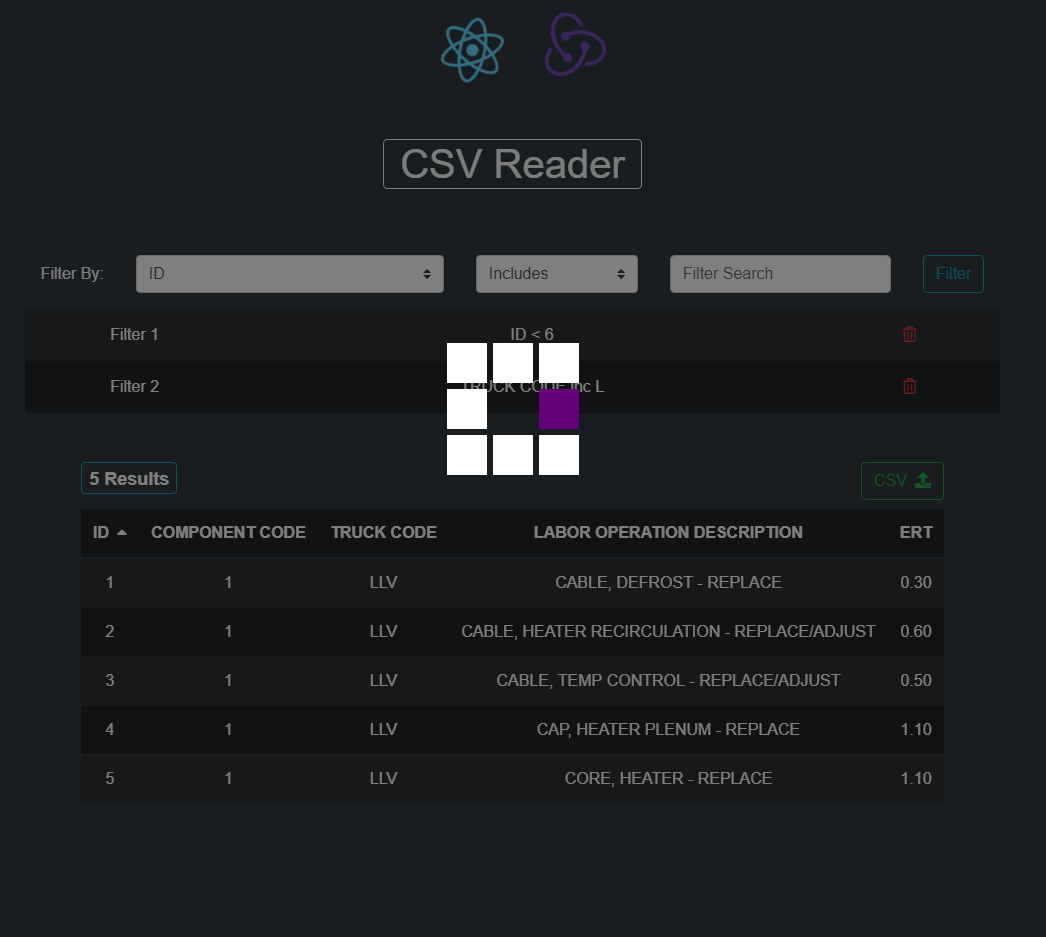 CSV Reader
Filter By: ID Includes Filter Search Filter
Filter 1 ID < 6
Filter 2 TRUCK CODE inc L
5 Results CSV
ID COMPONENT CODE TRUCK CODE LABOR OPERATION DESCRIPTION ERT
1 1 LLV CABLE, DEFROST - REPLACE 0.30
2 1 LLV CABLE, HEATER RECIRCULATION - REPLACE/ADJUST 0.60
3 1 LLV CABLE, TEMP CONTROL - REPLACE/ADJUST 0.50
4 1 LLV CAP, HEATER PLENUM - REPLACE 1.10
5 1 LLV CORE, HEATER - REPLACE 1.10